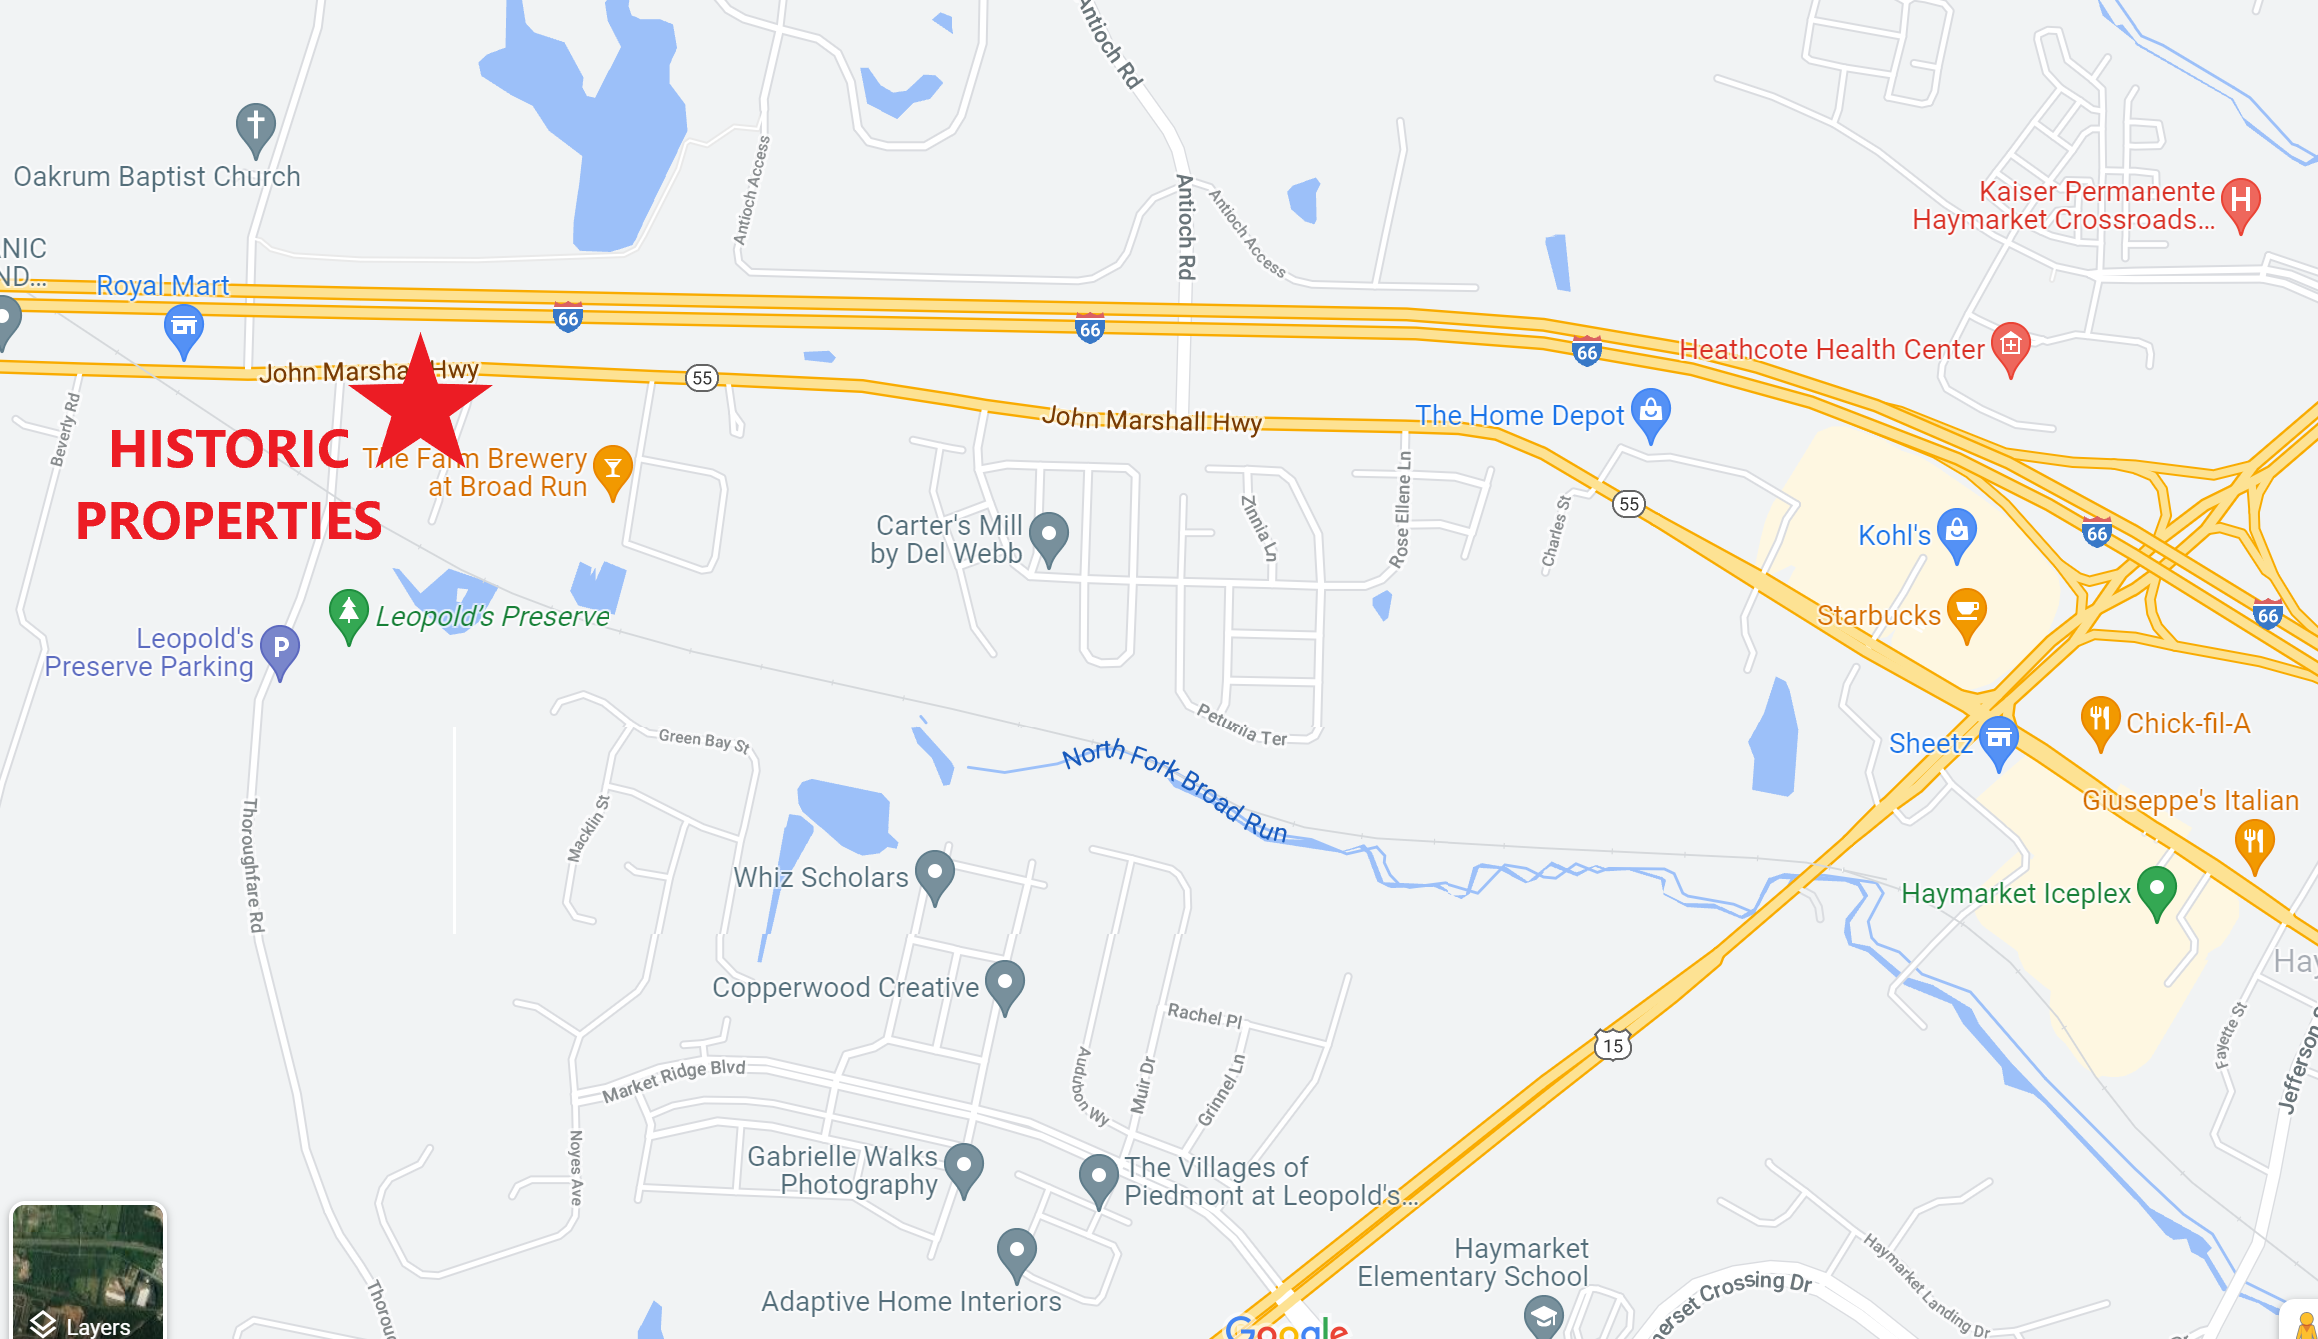 Antioch Rd
Oakrum Baptist Church
Antioch Access
Antioch Rd
Antioch Access
Kaiser Permanente
Haymarket Crossroads...
H
NIC
ND...
Royal Mart
66
66
66
Heathcote Health Center
John Marshall Hwy
55
John Marshall Hwy
The Home Depot
Beverly Rd
HISTORIC
PROPERTIES
The Farm Brewery
at Broad Run
Rose Ellene Ln
Zinnia Ln
Charles St
55
Kohl's
66
Carter's Mill
by Del Webb
Starbucks
66
Leopold's Preserve
Leopold's
Preserve Parking
P
Petunia Ter
Green Bay St
Chick-fil-A
Sheetz
North Fork Broad Run
Giuseppe's Italian
Macklin St
Thoroughfare Rd
Whiz Scholars
Haymarket Iceplex
Hay
Copperwood Creative
Rachel Pl
Fayette St
15
Market Ridge Blvd
Audubon Wy
Muir Dr
Grinnel Ln
Jefferson S
Noyes Ave
Gabrielle Walks
Photography
The Villages of
Piedmont at Leopold's...
Haymarket
Elementary School
Haymarket Landing Dr
erset Crossing Dr
Adaptive Home Interiors
Thorou
Layers
Google